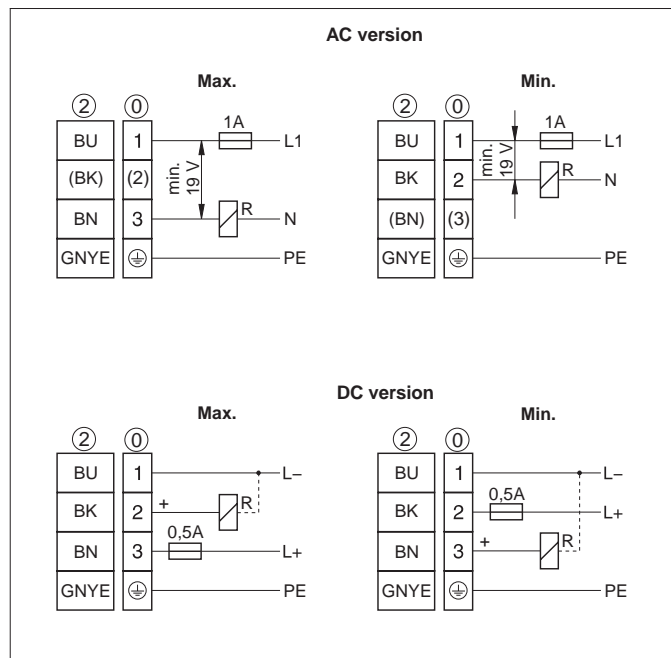 AC version
Max.
② ⓪
BU 1 1A L1
(BK) (2) min. 19 V
BN 3 R N
GNYE PE
Min.
② ⓪
BU 1 1A L1
BK 2 min. 19 V R N
(BN) (3)
GNYE PE
DC version
Max.
② ⓪
BU 1 L–
BK 2 + R
BN 3 0,5A L+
GNYE PE
Min.
② ⓪
BU 1 L–
BK 2 0,5A L+
BN 3 + R
GNYE PE